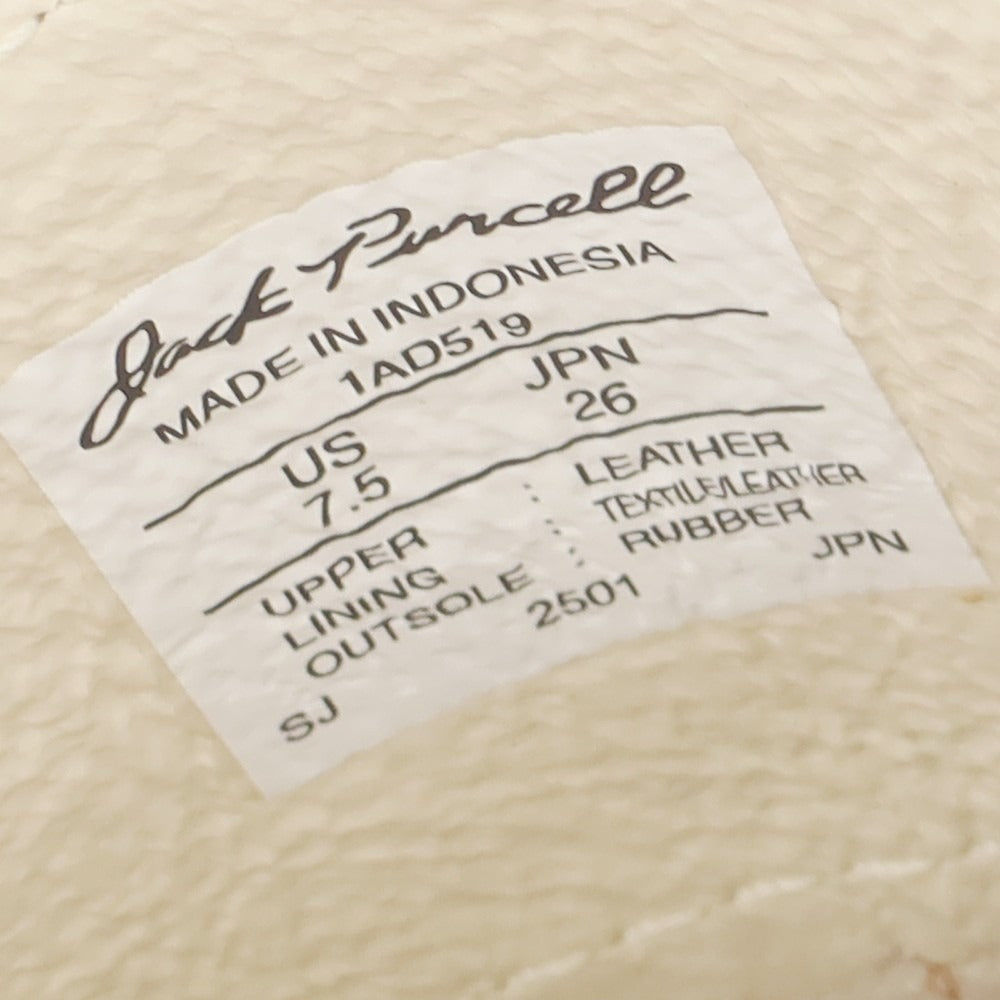 Jack Purcell
MADE IN INDONESIA
1AD519
US JPN
7.5 26
UPPER : LEATHER
LINING : TEXTILE/LEATHER
OUTSOLE : RUBBER
SJ 2501 JPN